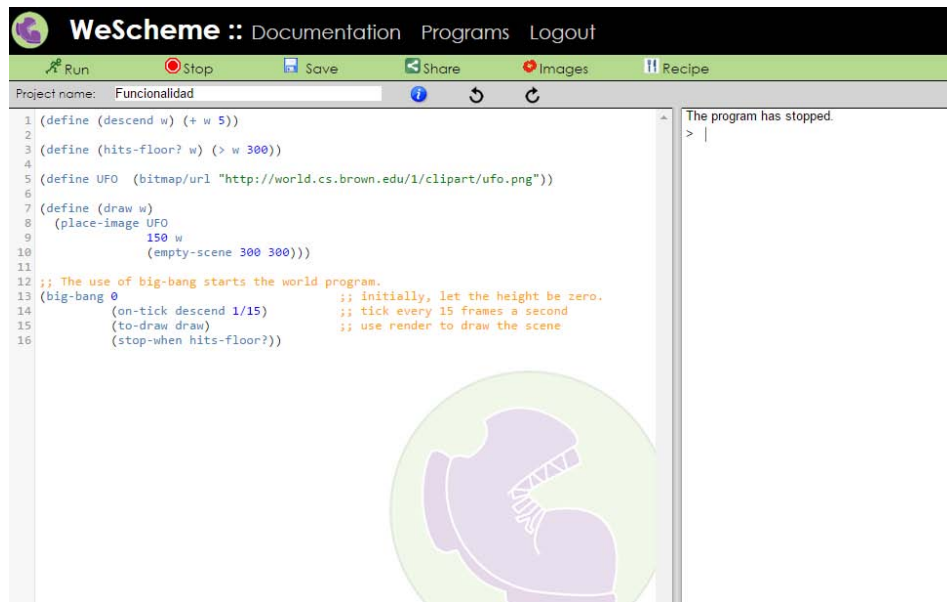 WeScheme :: Documentation Programs Logout
Run Stop Save Share Images Recipe
Project name: Funcionalidad
1 (define (descend w) (+ w 5))
2
3 (define (hits-floor? w) (> w 300))
4
5 (define UFO  (bitmap/url "http://world.cs.brown.edu/1/clipart/ufo.png"))
6
7 (define (draw w)
8   (place-image UFO
9                150 w
10                (empty-scene 300 300)))
11
12 ;; The use of big-bang starts the world program.
13 (big-bang 0                              ;; initially, let the height be zero.
14           (on-tick descend 1/15)         ;; tick every 15 frames a second
15           (to-draw draw)                 ;; use render to draw the scene
16           (stop-when hits-floor?))
The program has stopped.
>